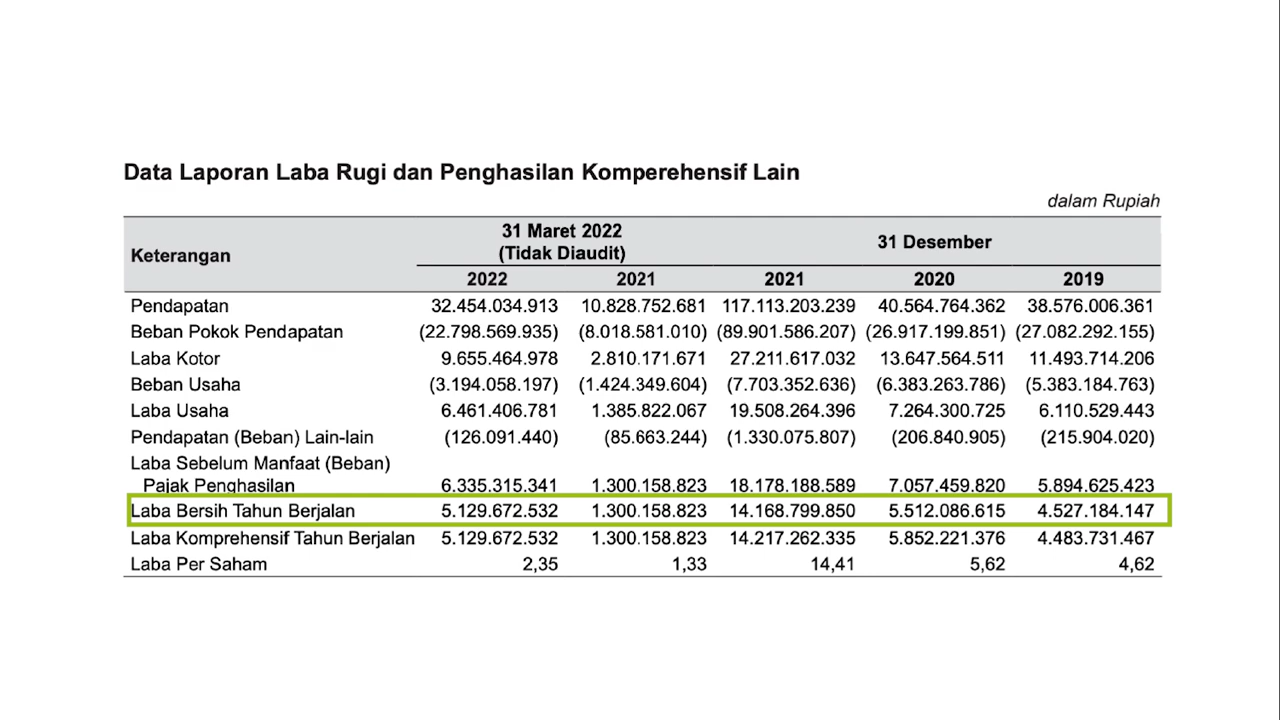 Data Laporan Laba Rugi dan Penghasilan Komperehensif Lain
dalam Rupiah
Keterangan 31 Maret 2022 (Tidak Diaudit) 31 Desember
2022 2021 2021 2020 2019
Pendapatan 32.454.034.913 10.828.752.681 117.113.203.239 40.564.764.362 38.576.006.361
Beban Pokok Pendapatan (22.798.569.935) (8.018.581.010) (89.901.586.207) (26.917.199.851) (27.082.292.155)
Laba Kotor 9.655.464.978 2.810.171.671 27.211.617.032 13.647.564.511 11.493.714.206
Beban Usaha (3.194.058.197) (1.424.349.604) (7.703.352.636) (6.383.263.786) (5.383.184.763)
Laba Usaha 6.461.406.781 1.385.822.067 19.508.264.396 7.264.300.725 6.110.529.443
Pendapatan (Beban) Lain-lain (126.091.440) (85.663.244) (1.330.075.807) (206.840.905) (215.904.020)
Laba Sebelum Manfaat (Beban)
Pajak Penghasilan 6.335.315.341 1.300.158.823 18.178.188.589 7.057.459.820 5.894.625.423
Laba Bersih Tahun Berjalan 5.129.672.532 1.300.158.823 14.168.799.850 5.512.086.615 4.527.184.147
Laba Komprehensif Tahun Berjalan 5.129.672.532 1.300.158.823 14.217.262.335 5.852.221.376 4.483.731.467
Laba Per Saham 2,35 1,33 14,41 5,62 4,62